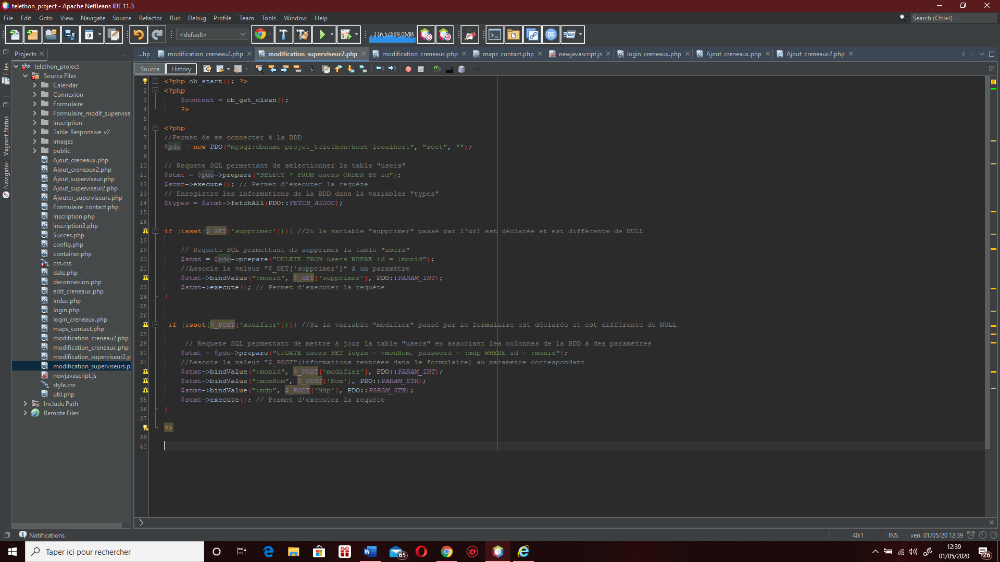 telethon_project - Apache NetBeans IDE 11.3
File Edit Goto View Navigate Source Refactor Run Debug Profile Team Tools Window Help
Search (Ctrl+I)
<default>
236,5/689,0MB
Projects
...hp
modification_creneau2.php
modification_superviseur2.php
modification_creneaux.php
maps_contact.php
newjavascript.js
login_creneaux.php
Ajout_creneaux.php
Ajout_creneaux2.php
Source History
Files
Vagrant Status
Navigator
telethon_project
Source Files
Calendar
Connexion
Formulaire
Formulaire_modif_supervise
Inscription
Table_Responsive_v2
images
public
Ajout_creneaux.php
Ajout_creneaux2.php
Ajout_superviseur.php
Ajout_superviseur2.php
Ajouter_superviseurs.php
Formulaire_contact.php
Inscription.php
Inscription3.php
Succes.php
config.php
container.php
css.css
date.php
deconnexion.php
edit_creneaux.php
index.php
login.php
login_creneaux.php
maps_contact.php
modification_creneau2.php
modification_creneaux.php
modification_superviseur2.p
modification_superviseurs.p
newjavascript.js
style.css
util.php
Include Path
Remote Files
<?php ob_start(); ?>
2 <?php
3 $content = ob_get_clean();
4 ?>
5
6 <?php
7 //Permet de se connecter à la BDD
8 $pdo = new PDO("mysql:dbname=projet_telethon;host=localhost", "root", "");
9
10 // Requete SQL permettant de sélectionner la table "users"
11 $stmt = $pdo->prepare("SELECT * FROM users ORDER BY id");
12 $stmt->execute(); // Permet d'executer la requéte
13 // Enregistre les informations de la BDD dans la variables "types"
14 $types = $stmt->fetchAll(PDO::FETCH_ASSOC);
15
16
if (isset($_GET['supprimer'])){ //Si la variable "supprimer" passé par l'url est déclarée et est différente de NULL
18
19 // Requete SQL permettant de supprimer la table "users"
20 $stmt = $pdo->prepare("DELETE FROM users WHERE id = :monid");
21 //Associe la valeur "$_GET['supprimer']" à un paramètre
$stmt->bindValue(":monid", $_GET['supprimer'], PDO::PARAM_INT);
23 $stmt->execute(); // Permet d'executer la requéte
24 }
25
26
if (isset($_POST['modifier'])){ //Si la variable "modifier" passé par le formulaire est déclarée et est différente de NULL
28
29 // Requete SQL permettant de mettre à jour la table "users" en associant les colonnes de la BDD à des paramètres
30 $stmt = $pdo->prepare("UPDATE users SET login = :monNom, password = :mdp WHERE id = :monid");
31 //Associe la valeur "$_POST"(informations rentrées dans le formulaire) au paramètre correspondant
$stmt->bindValue(":monid", $_POST['modifier'], PDO::PARAM_INT);
$stmt->bindValue(":monNom", $_POST['Nom'], PDO::PARAM_STR);
$stmt->bindValue(":mdp", $_POST['Mdp'], PDO::PARAM_STR);
35 $stmt->execute(); // Permet d'executer la requéte
36 }
37
?>
39
40
Notifications
40:1
INS
ven. 01/05/20 12:39
Taper ici pour rechercher
65
12:39
01/05/2020
26